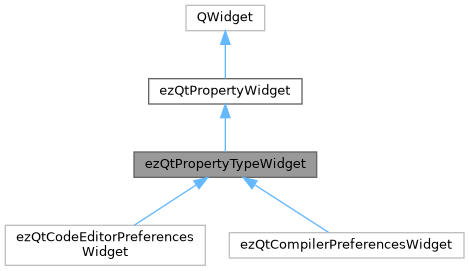 QWidget
ezQtPropertyWidget
ezQtPropertyTypeWidget
ezQtCodeEditorPreferences
Widget
ezQtCompilerPreferencesWidget